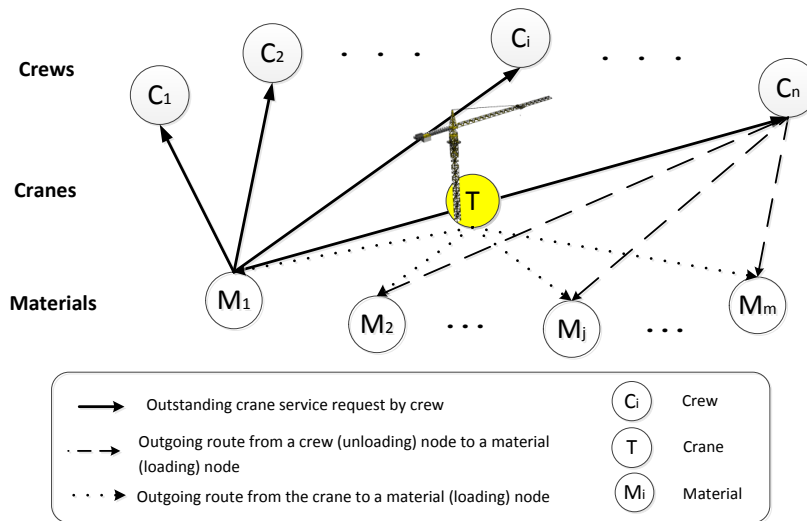 Crews
C1
C2
. . .
Ci
. . .
Cn
Cranes
T
Materials
M1
M2
...
Mj
...
Mm
Outstanding crane service request by crew
Outgoing route from a crew (unloading) node to a material
(loading) node
Outgoing route from the crane to a material (loading) node
Ci
Crew
T
Crane
Mi
Material